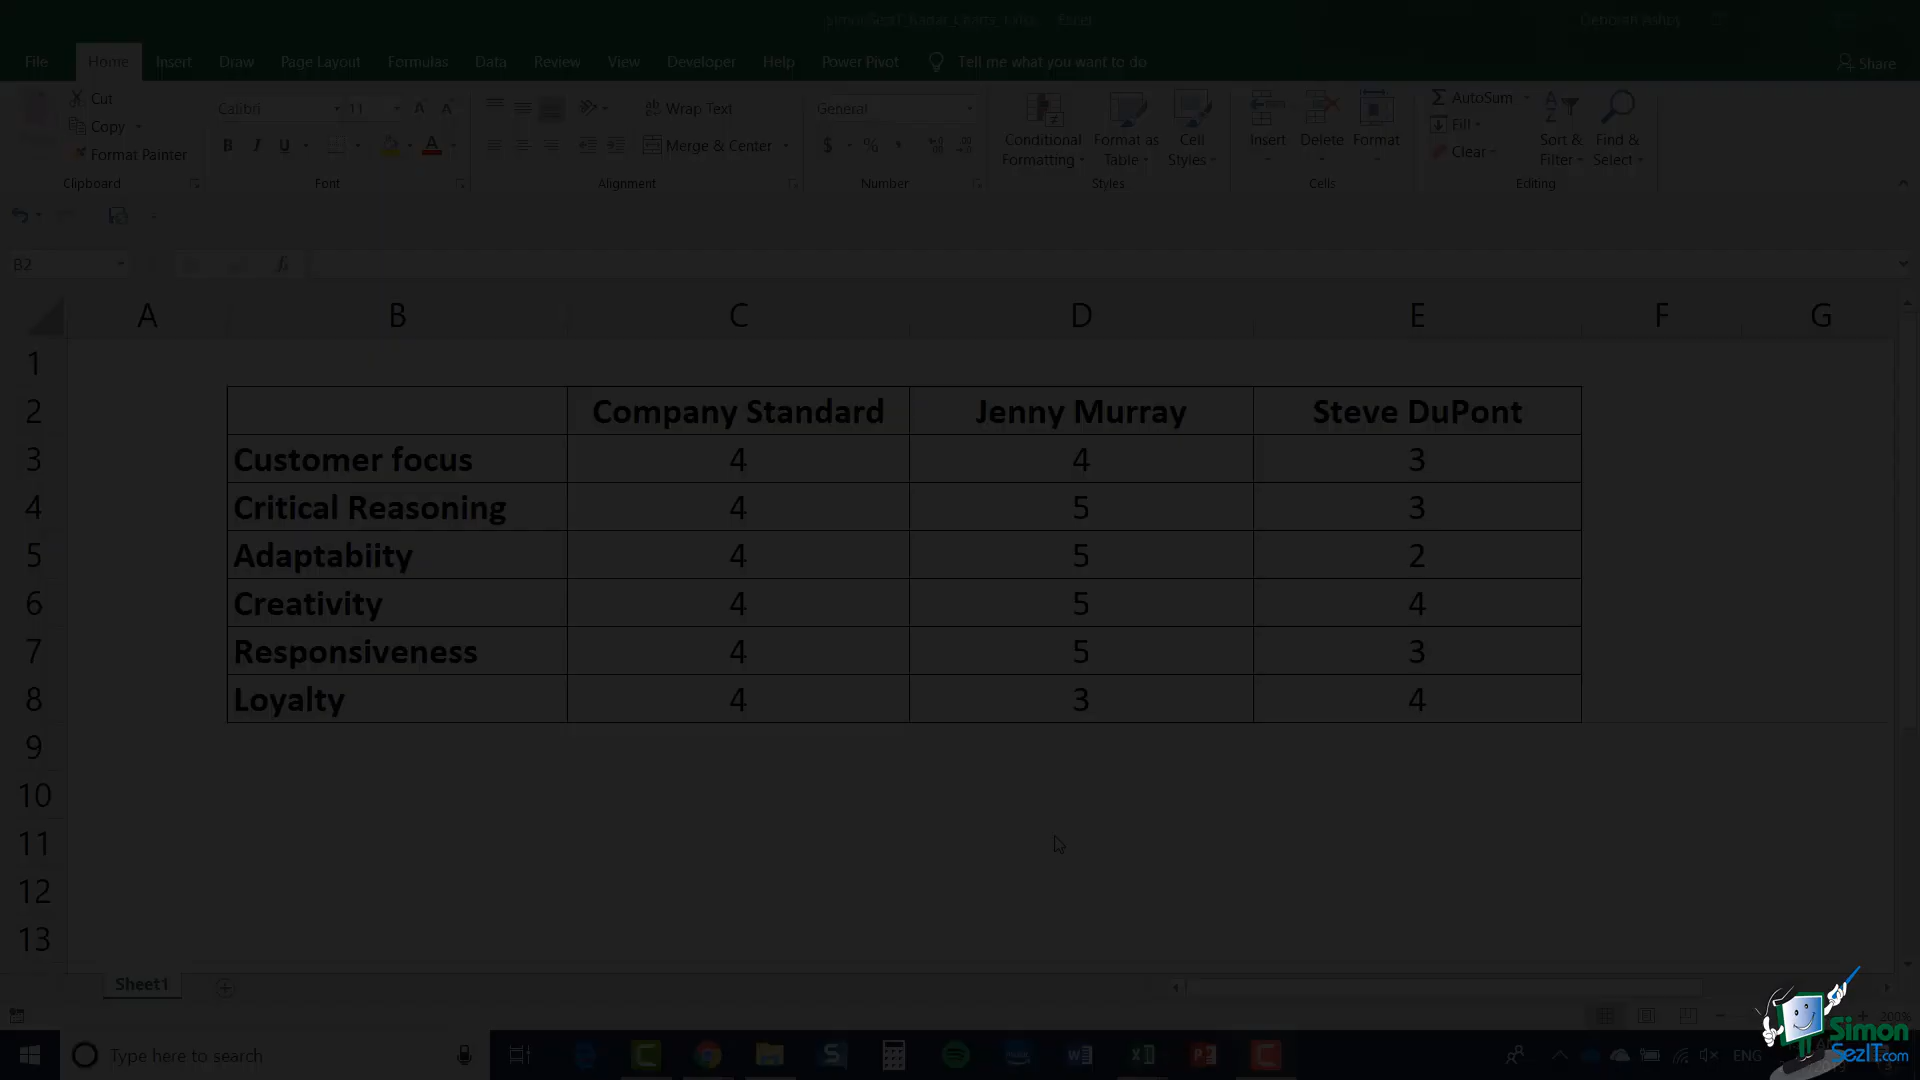 Excel
Deborah Ashby
File Home Insert Draw Page Layout Formulas Data Review View Developer Help Power Pivot Tell me what you want to do Share
Cut
Copy
Format Painter
Clipboard
Calibri 11
B I U A
Font
Wrap Text
Merge & Center
Alignment
General
$ % ,
Number
Conditional Formatting
Format as Table
Cell Styles
Styles
Insert Delete Format
Cells
AutoSum
Fill
Clear
Sort & Filter
Find & Select
Editing
B2 fx
A B C D E F G
1
2 Company Standard Jenny Murray Steve DuPont
3 Customer focus 4 4 3
4 Critical Reasoning 4 5 3
5 Adaptabiity 4 5 2
6 Creativity 4 5 4
7 Responsiveness 4 5 3
8 Loyalty 4 3 4
9
10
11
12
13
Sheet1
200%
Type here to search
ENG
Simon
SezIT.com